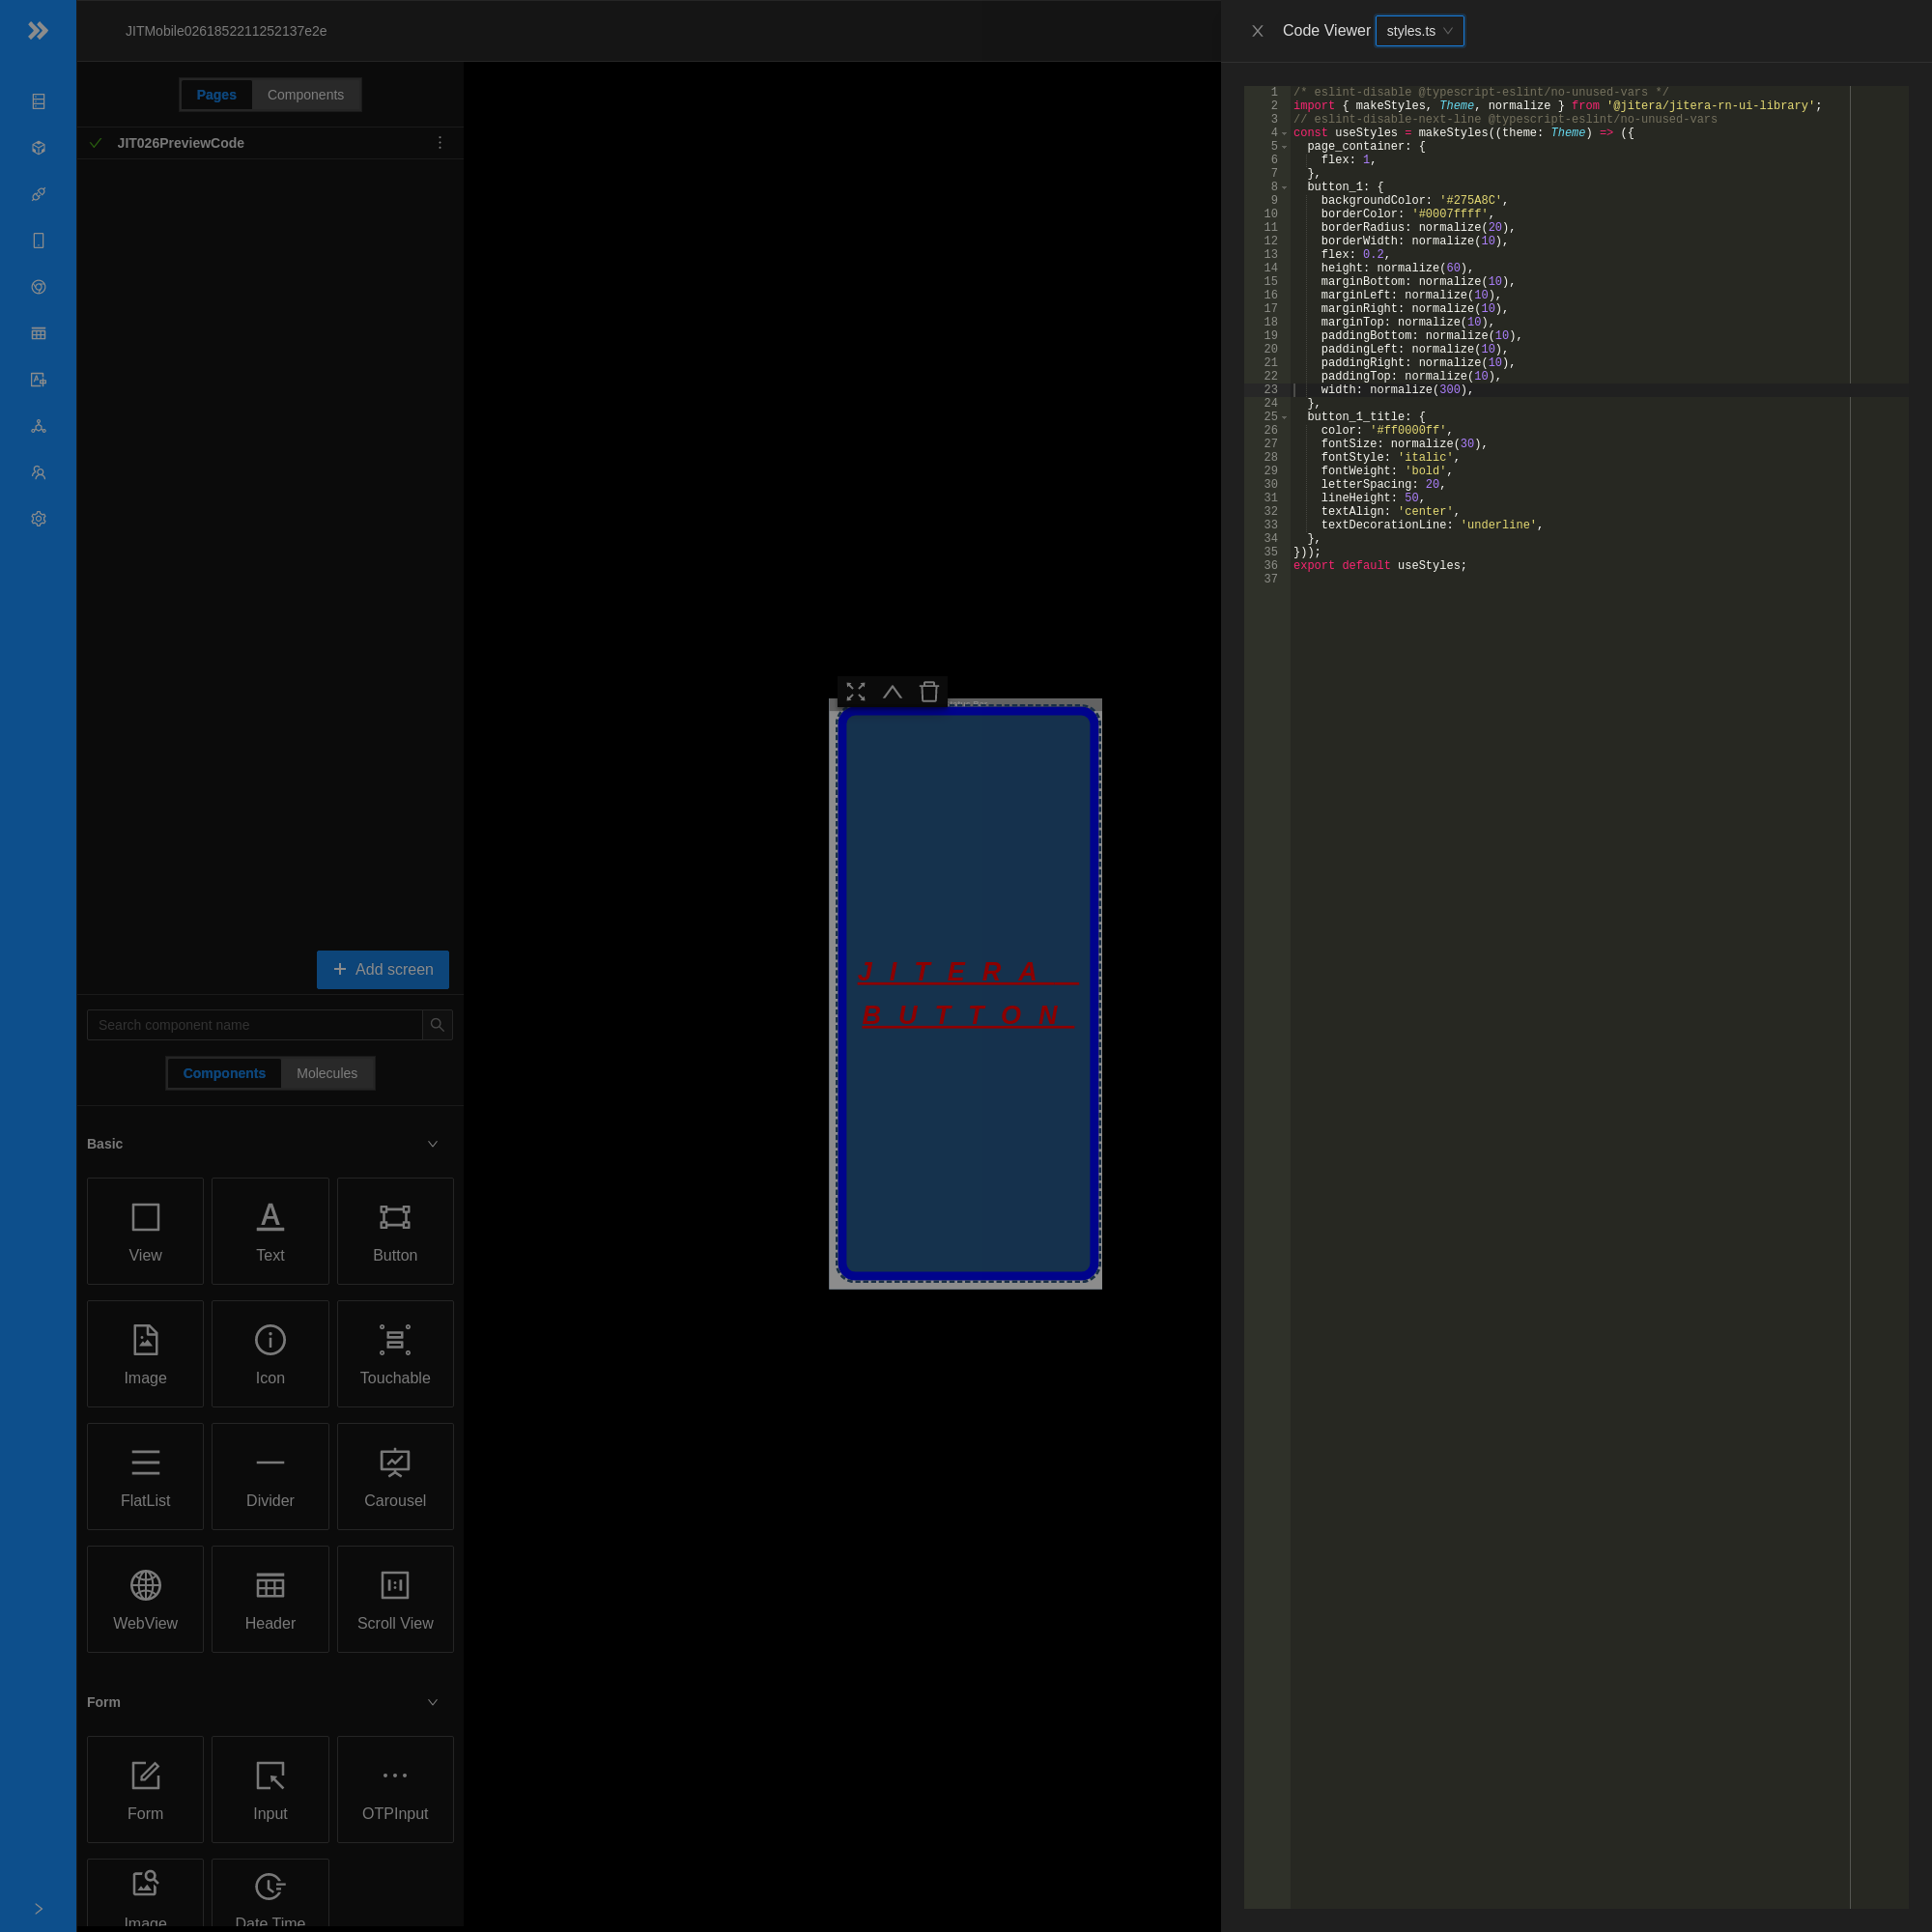 JITMobile0261852211252137e2e
Code Viewer
styles.ts
Pages
Components
JIT026PreviewCode
Add screen
Search component name
Components
Molecules
Basic
View
Text
Button
Image
Icon
Touchable
FlatList
Divider
Carousel
WebView
Header
Scroll View
Form
Form
Input
OTPInput
Image
Date Time
JITERA
BUTTON
1 /* eslint-disable @typescript-eslint/no-unused-vars */
2 import { makeStyles, Theme, normalize } from '@jitera/jitera-rn-ui-library';
3 // eslint-disable-next-line @typescript-eslint/no-unused-vars
4 const useStyles = makeStyles((theme: Theme) => ({
5   page_container: {
6     flex: 1,
7   },
8   button_1: {
9     backgroundColor: '#275A8C',
10     borderColor: '#0007ffff',
11     borderRadius: normalize(20),
12     borderWidth: normalize(10),
13     flex: 0.2,
14     height: normalize(60),
15     marginBottom: normalize(10),
16     marginLeft: normalize(10),
17     marginRight: normalize(10),
18     marginTop: normalize(10),
19     paddingBottom: normalize(10),
20     paddingLeft: normalize(10),
21     paddingRight: normalize(10),
22     paddingTop: normalize(10),
23     width: normalize(300),
24   },
25   button_1_title: {
26     color: '#ff0000ff',
27     fontSize: normalize(30),
28     fontStyle: 'italic',
29     fontWeight: 'bold',
30     letterSpacing: 20,
31     lineHeight: 50,
32     textAlign: 'center',
33     textDecorationLine: 'underline',
34   },
35 }));
36 export default useStyles;
37